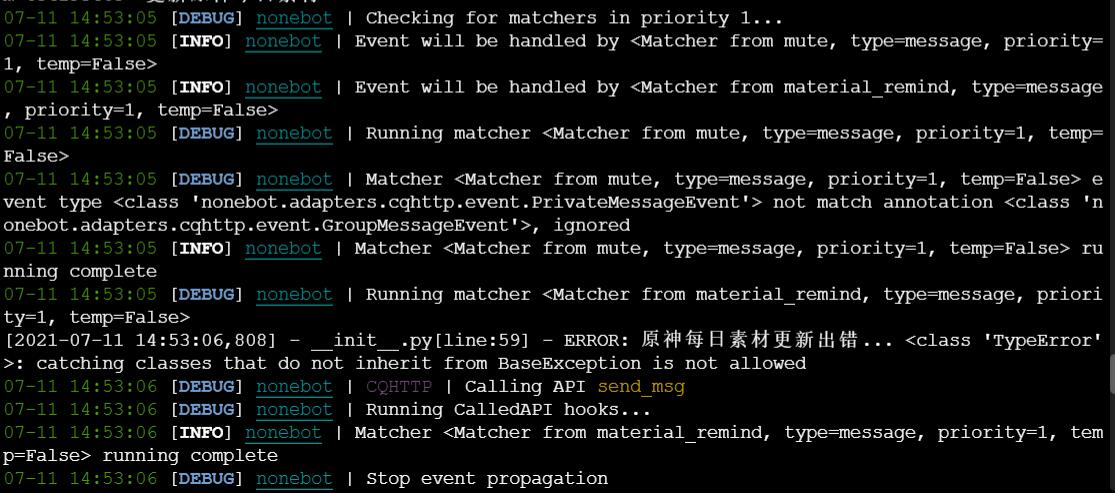 07-11 14:53:05 [DEBUG] nonebot | Checking for matchers in priority 1...
07-11 14:53:05 [INFO] nonebot | Event will be handled by <Matcher from mute, type=message, priority=
1, temp=False>
07-11 14:53:05 [INFO] nonebot | Event will be handled by <Matcher from material_remind, type=message
, priority=1, temp=False>
07-11 14:53:05 [DEBUG] nonebot | Running matcher <Matcher from mute, type=message, priority=1, temp=
False>
07-11 14:53:05 [DEBUG] nonebot | Matcher <Matcher from mute, type=message, priority=1, temp=False> e
vent type <class 'nonebot.adapters.cqhttp.event.PrivateMessageEvent'> not match annotation <class 'n
onebot.adapters.cqhttp.event.GroupMessageEvent'>, ignored
07-11 14:53:05 [INFO] nonebot | Matcher <Matcher from mute, type=message, priority=1, temp=False> ru
nning complete
07-11 14:53:05 [DEBUG] nonebot | Running matcher <Matcher from material_remind, type=message, priori
ty=1, temp=False>
[2021-07-11 14:53:06,808] - __init__.py[line:59] - ERROR: 原神每日素材更新出错... <class 'TypeError'
>: catching classes that do not inherit from BaseException is not allowed
07-11 14:53:06 [DEBUG] nonebot | CQHTTP | Calling API send_msg
07-11 14:53:06 [DEBUG] nonebot | Running CalledAPI hooks...
07-11 14:53:06 [INFO] nonebot | Matcher <Matcher from material_remind, type=message, priority=1, tem
p=False> running complete
07-11 14:53:06 [DEBUG] nonebot | Stop event propagation